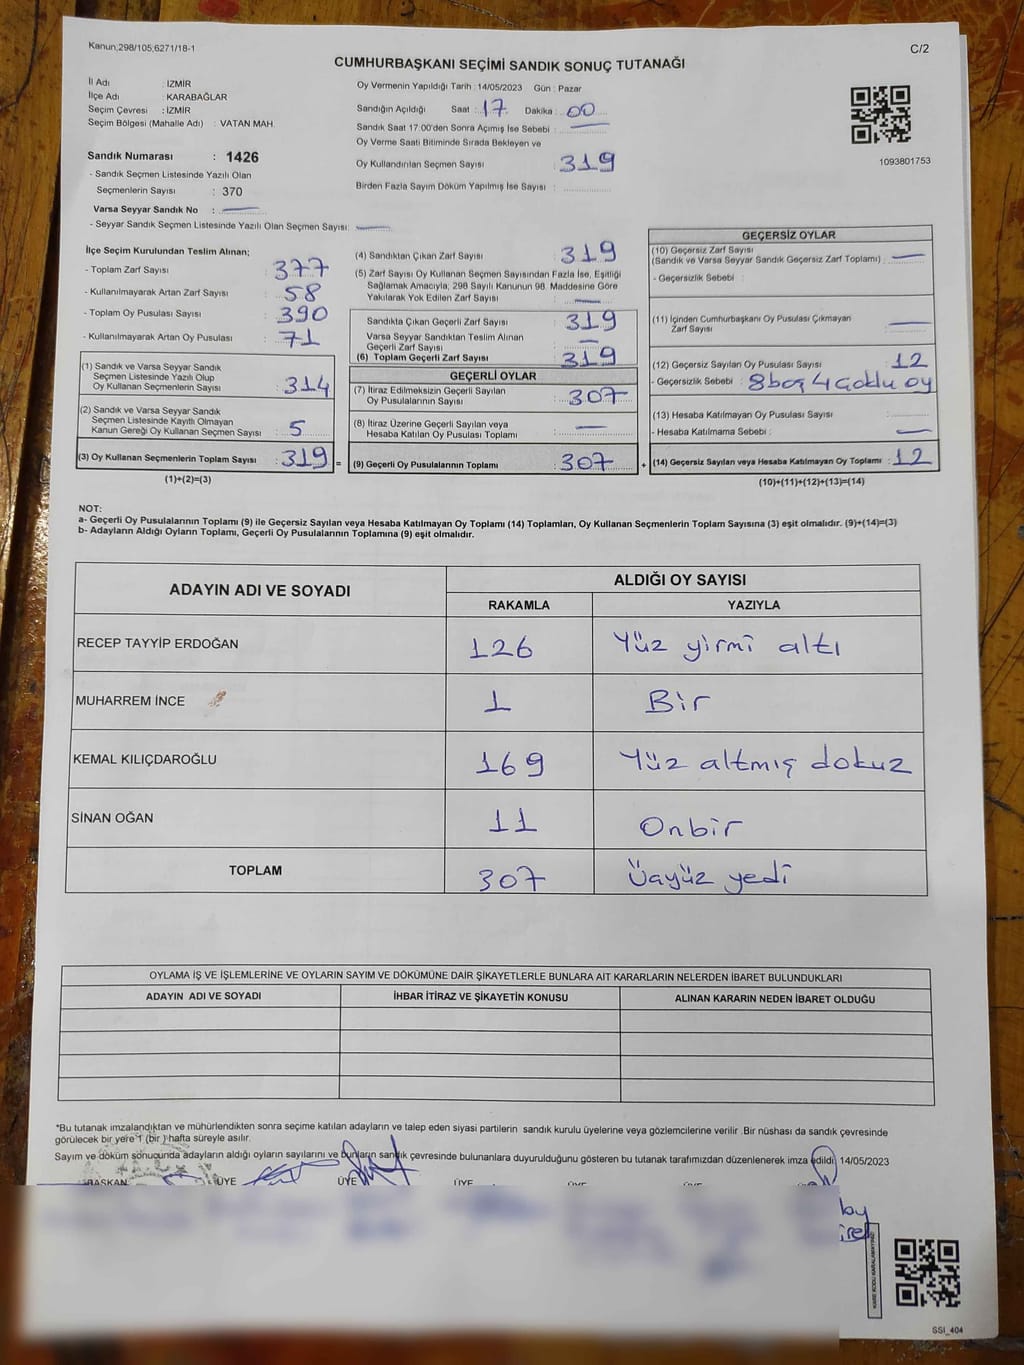 Kanun;298/105,6271/18-1
C/2
CUMHURBAŞKANI SEÇİMİ SANDIK SONUÇ TUTANAĞI
İl Adı : İZMİR
İlçe Adı : KARABAĞLAR
Seçim Çevresi : İZMİR
Seçim Bölgesi (Mahalle Adı) : VATAN MAH.
Sandık Numarası : 1426
- Sandık Seçmen Listesinde Yazılı Olan
Seçmenlerin Sayısı : 370
Varsa Seyyar Sandık No :
- Seyyar Sandık Seçmen Listesinde Yazılı Olan Seçmen Sayısı:
Oy Vermenin Yapıldığı Tarih : 14/05/2023 Gün : Pazar
Sandığın Açıldığı Saat : 17 Dakika : 00
Sandık Saat 17.00'den Sonra Açımış İse Sebebi :
Oy Verme Saati Bitiminde Sırada Bekleyen ve
Oy Kullandırılan Seçmen Sayısı : 319
Birden Fazla Sayım Döküm Yapılmış İse Sayısı :
1093801753
İlçe Seçim Kurulundan Teslim Alınan;
- Toplam Zarf Sayısı : 377
- Kullanılmayarak Artan Zarf Sayısı : 58
- Toplam Oy Pusulası Sayısı : 390
- Kullanılmayarak Artan Oy Pusulası : 71
(1) Sandık ve Varsa Seyyar Sandık
Seçmen Listesinde Yazılı Olup
Oy Kullanan Seçmenlerin Sayısı : 314
(2) Sandık ve Varsa Seyyar Sandık
Seçmen Listesinde Kayıtlı Olmayan
Kanun Gereği Oy Kullanan Seçmen Sayısı : 5
(3) Oy Kullanan Seçmenlerin Toplam Sayısı : 319 =
(1)+(2)=(3)
(4) Sandıktan Çıkan Zarf Sayısı : 319
(5) Zarf Sayısı Oy Kullanan Seçmen Sayısından Fazla İse, Eşitliği
Sağlamak Amacıyla; 298 Sayılı Kanunun 98. Maddesine Göre
Yakılarak Yok Edilen Zarf Sayısı :
Sandıkta Çıkan Geçerli Zarf Sayısı : 319
Varsa Seyyar Sandıktan Teslim Alınan
Geçerli Zarf Sayısı :
(6) Toplam Geçerli Zarf Sayısı : 319
GEÇERLİ OYLAR
(7) İtiraz Edilmeksizin Geçerli Sayılan
Oy Pusulalarının Sayısı : 307
(8) İtiraz Üzerine Geçerli Sayılan veya
Hesaba Katılan Oy Pusulası Toplamı :
(9) Geçerli Oy Pusulalarının Toplamı : 307 +
GEÇERSİZ OYLAR
(10) Geçersiz Zarf Sayısı
(Sandık ve Varsa Seyyar Sandık Geçersiz Zarf Toplamı) :
- Geçersizlik Sebebi :
(11) İçinden Cumhurbaşkanı Oy Pusulası Çıkmayan
Zarf Sayısı :
(12) Geçersiz Sayılan Oy Pusulası Sayısı : 12
- Geçersizlik Sebebi : 8 boş 4 çoklu oy
(13) Hesaba Katılmayan Oy Pusulası Sayısı :
- Hesaba Katılmama Sebebi :
(14) Geçersiz Sayılan veya Hesaba Katılmayan Oy Toplamı : 12
(10)+(11)+(12)+(13)=(14)
NOT:
a- Geçerli Oy Pusulalarının Toplamı (9) ile Geçersiz Sayılan veya Hesaba Katılmayan Oy Toplamı (14) Toplamları, Oy Kullanan Seçmenlerin Toplam Sayısına (3) eşit olmalıdır. (9)+(14)=(3)
b- Adayların Aldığı Oyların Toplamı, Geçerli Oy Pusulalarının Toplamına (9) eşit olmalıdır.
ADAYIN ADI VE SOYADI
ALDIĞI OY SAYISI
RAKAMLA YAZIYLA
RECEP TAYYİP ERDOĞAN 126 Yüz yirmi altı
MUHARREM İNCE 1 Bir
KEMAL KILIÇDAROĞLU 169 Yüz altmış dokuz
SİNAN OĞAN 11 Onbir
TOPLAM 307 Üçyüz yedi
OYLAMA İŞ VE İŞLEMLERİNE VE OYLARIN SAYIM VE DÖKÜMÜNE DAİR ŞİKAYETLERLE BUNLARA AİT KARARLARIN NELERDEN İBARET BULUNDUKLARI
ADAYIN ADI VE SOYADI İHBAR İTİRAZ VE ŞİKAYETİN KONUSU ALINAN KARARIN NEDEN İBARET OLDUĞU
*Bu tutanak imzalandıktan ve mühürlendikten sonra seçime katılan adayların ve talep eden siyasi partilerin sandık kurulu üyelerine veya gözlemcilerine verilir .Bir nüshası da sandık çevresinde
görülecek bir yere 1 (bir ) hafta süreyle asılır.
Sayım ve döküm sonucunda adayların aldığı oyların sayılarını ve bunların sandık çevresinde bulunanlara duyurulduğunu gösteren bu tutanak tarafımızdan düzenlenerek imza edildi. 14/05/2023
BAŞKAN ÜYE ÜYE ÜYE
KARE KODU KARALAMAYINIZ!
SSI_404